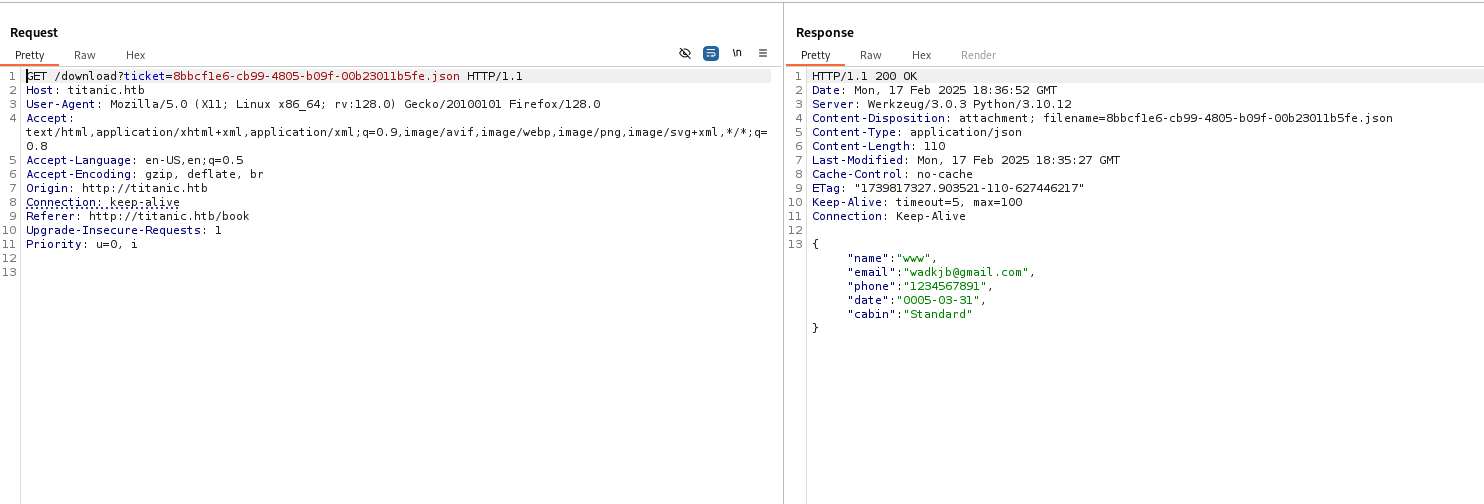 Request
Pretty Raw Hex \n
1 GET /download?ticket=8bbcf1e6-cb99-4805-b09f-00b23011b5fe.json HTTP/1.1
2 Host: titanic.htb
3 User-Agent: Mozilla/5.0 (X11; Linux x86_64; rv:128.0) Gecko/20100101 Firefox/128.0
4 Accept:
text/html,application/xhtml+xml,application/xml;q=0.9,image/avif,image/webp,image/png,image/svg+xml,*/*;q=
0.8
5 Accept-Language: en-US,en;q=0.5
6 Accept-Encoding: gzip, deflate, br
7 Origin: http://titanic.htb
8 Connection: keep-alive
9 Referer: http://titanic.htb/book
10 Upgrade-Insecure-Requests: 1
11 Priority: u=0, i
12
13
Response
Pretty Raw Hex Render
1 HTTP/1.1 200 OK
2 Date: Mon, 17 Feb 2025 18:36:52 GMT
3 Server: Werkzeug/3.0.3 Python/3.10.12
4 Content-Disposition: attachment; filename=8bbcf1e6-cb99-4805-b09f-00b23011b5fe.json
5 Content-Type: application/json
6 Content-Length: 110
7 Last-Modified: Mon, 17 Feb 2025 18:35:27 GMT
8 Cache-Control: no-cache
9 ETag: "1739817327.903521-110-627446217"
10 Keep-Alive: timeout=5, max=100
11 Connection: Keep-Alive
12
13 {
"name":"www",
"email":"wadkjb@gmail.com",
"phone":"1234567891",
"date":"0005-03-31",
"cabin":"Standard"
}